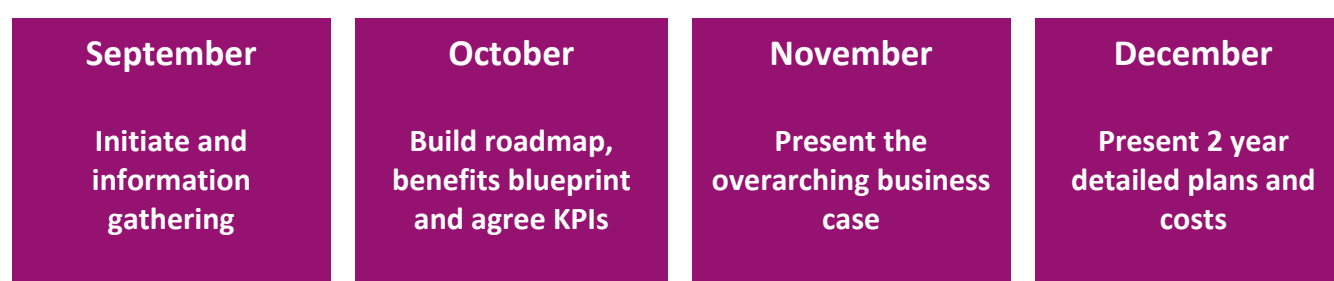 September
Initiate and
information
gathering
October
Build roadmap,
benefits blueprint
and agree KPIs
November
Present the
overarching business
case
December
Present 2 year
detailed plans and
costs